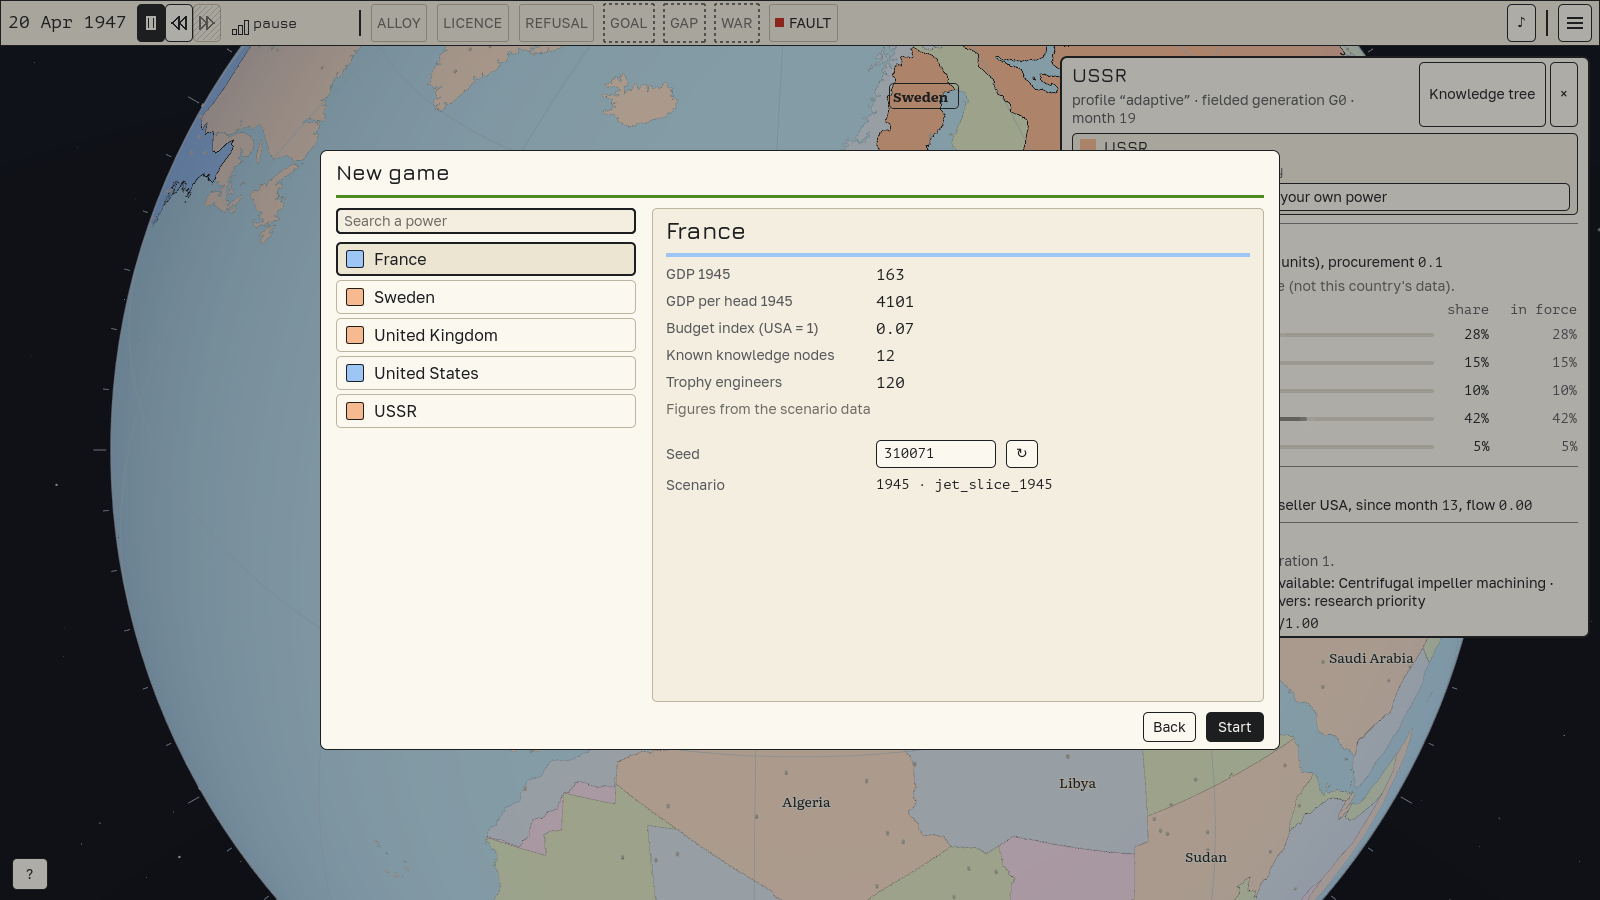 20 Apr 1947 pause ALLOY LICENCE REFUSAL GOAL GAP WAR FAULT ♪
Sweden
USSR
profile “adaptive” · fielded generation G0 ·
month 19
Knowledge tree ×
USSR
your own power
units), procurement 0.1
e (not this country's data).
share in force
28% 28%
15% 15%
10% 10%
42% 42%
5% 5%
seller USA, since month 13, flow 0.00
ration 1.
vailable: Centrifugal impeller machining ·
vers: research priority
/1.00
New game
Search a power
France
Sweden
United Kingdom
United States
USSR
France
GDP 1945 163
GDP per head 1945 4101
Budget index (USA = 1) 0.07
Known knowledge nodes 12
Trophy engineers 120
Figures from the scenario data
Seed 310071 ↻
Scenario 1945 · jet_slice_1945
Back Start
Saudi Arabia
Libya
Algeria
Sudan
?